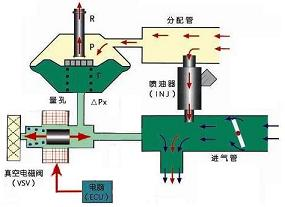 R
分配管
P
喷油器
(INJ)
T
量孔
△Px
真空电磁阀
(VSV)
电脑
(ECU)
进气管